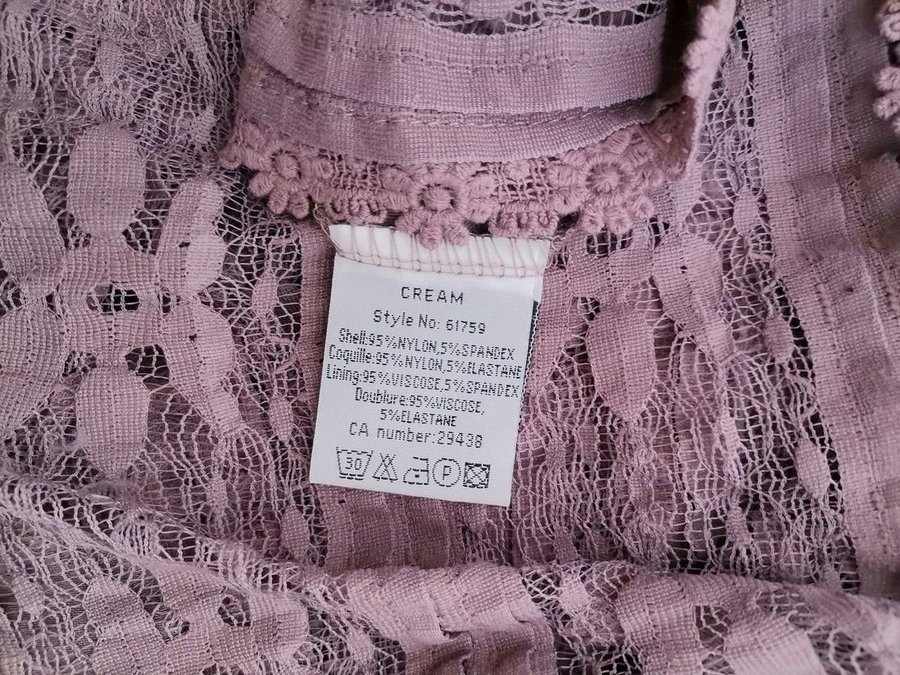 CREAM
Style No: 61759
Shell:95%NYLON,5%SPANDEX
Coquille:95%NYLON,5%ELASTANE
Lining:95%VISCOSE,5%SPANDEX
Doublure:95%VISCOSE,
5%ELASTANE
CA number:29438
30 P